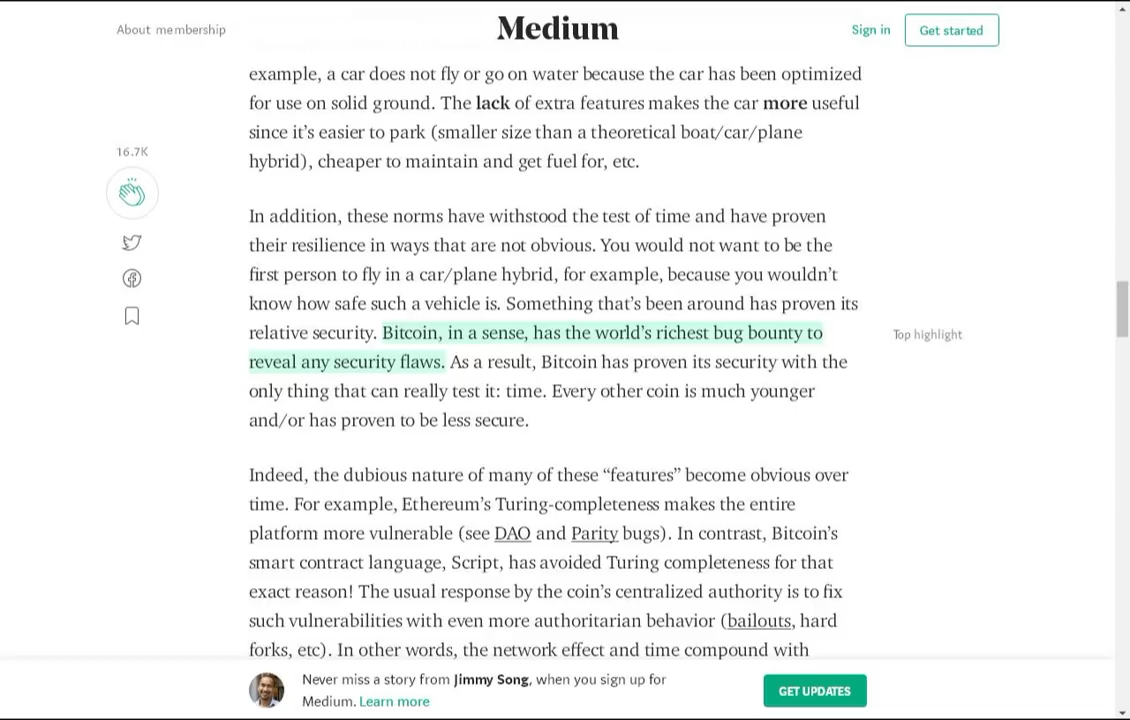 About membership
Medium
Sign in
Get started
example, a car does not fly or go on water because the car has been optimized
for use on solid ground. The lack of extra features makes the car more useful
since it’s easier to park (smaller size than a theoretical boat/car/plane
hybrid), cheaper to maintain and get fuel for, etc.
16.7K
In addition, these norms have withstood the test of time and have proven
their resilience in ways that are not obvious. You would not want to be the
first person to fly in a car/plane hybrid, for example, because you wouldn’t
know how safe such a vehicle is. Something that’s been around has proven its
relative security. Bitcoin, in a sense, has the world’s richest bug bounty to
reveal any security flaws. As a result, Bitcoin has proven its security with the
only thing that can really test it: time. Every other coin is much younger
and/or has proven to be less secure.
Top highlight
Indeed, the dubious nature of many of these “features” become obvious over
time. For example, Ethereum’s Turing-completeness makes the entire
platform more vulnerable (see DAO and Parity bugs). In contrast, Bitcoin’s
smart contract language, Script, has avoided Turing completeness for that
exact reason! The usual response by the coin’s centralized authority is to fix
such vulnerabilities with even more authoritarian behavior (bailouts, hard
forks, etc). In other words, the network effect and time compound with
Never miss a story from Jimmy Song, when you sign up for
Medium. Learn more
GET UPDATES